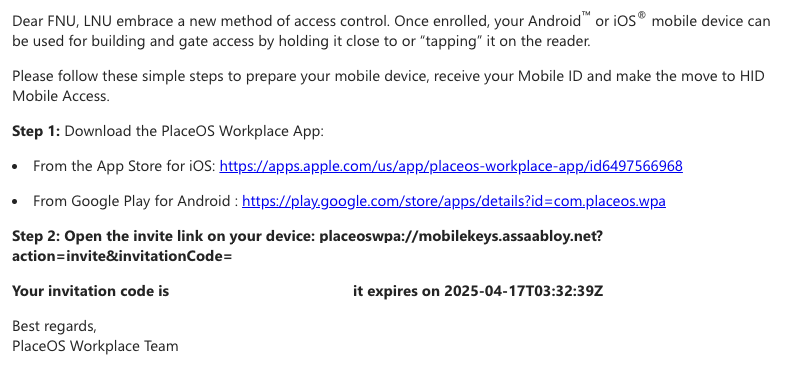 Dear FNU, LNU embrace a new method of access control. Once enrolled, your Android™ or iOS® mobile device can
be used for building and gate access by holding it close to or “tapping” it on the reader.
Please follow these simple steps to prepare your mobile device, receive your Mobile ID and make the move to HID
Mobile Access.
Step 1: Download the PlaceOS Workplace App:
• From the App Store for iOS: https://apps.apple.com/us/app/placeos-workplace-app/id6497566968
• From Google Play for Android : https://play.google.com/store/apps/details?id=com.placeos.wpa
Step 2: Open the invite link on your device: placeoswpa://mobilekeys.assaabloy.net?
action=invite&invitationCode=
Your invitation code is it expires on 2025-04-17T03:32:39Z
Best regards,
PlaceOS Workplace Team